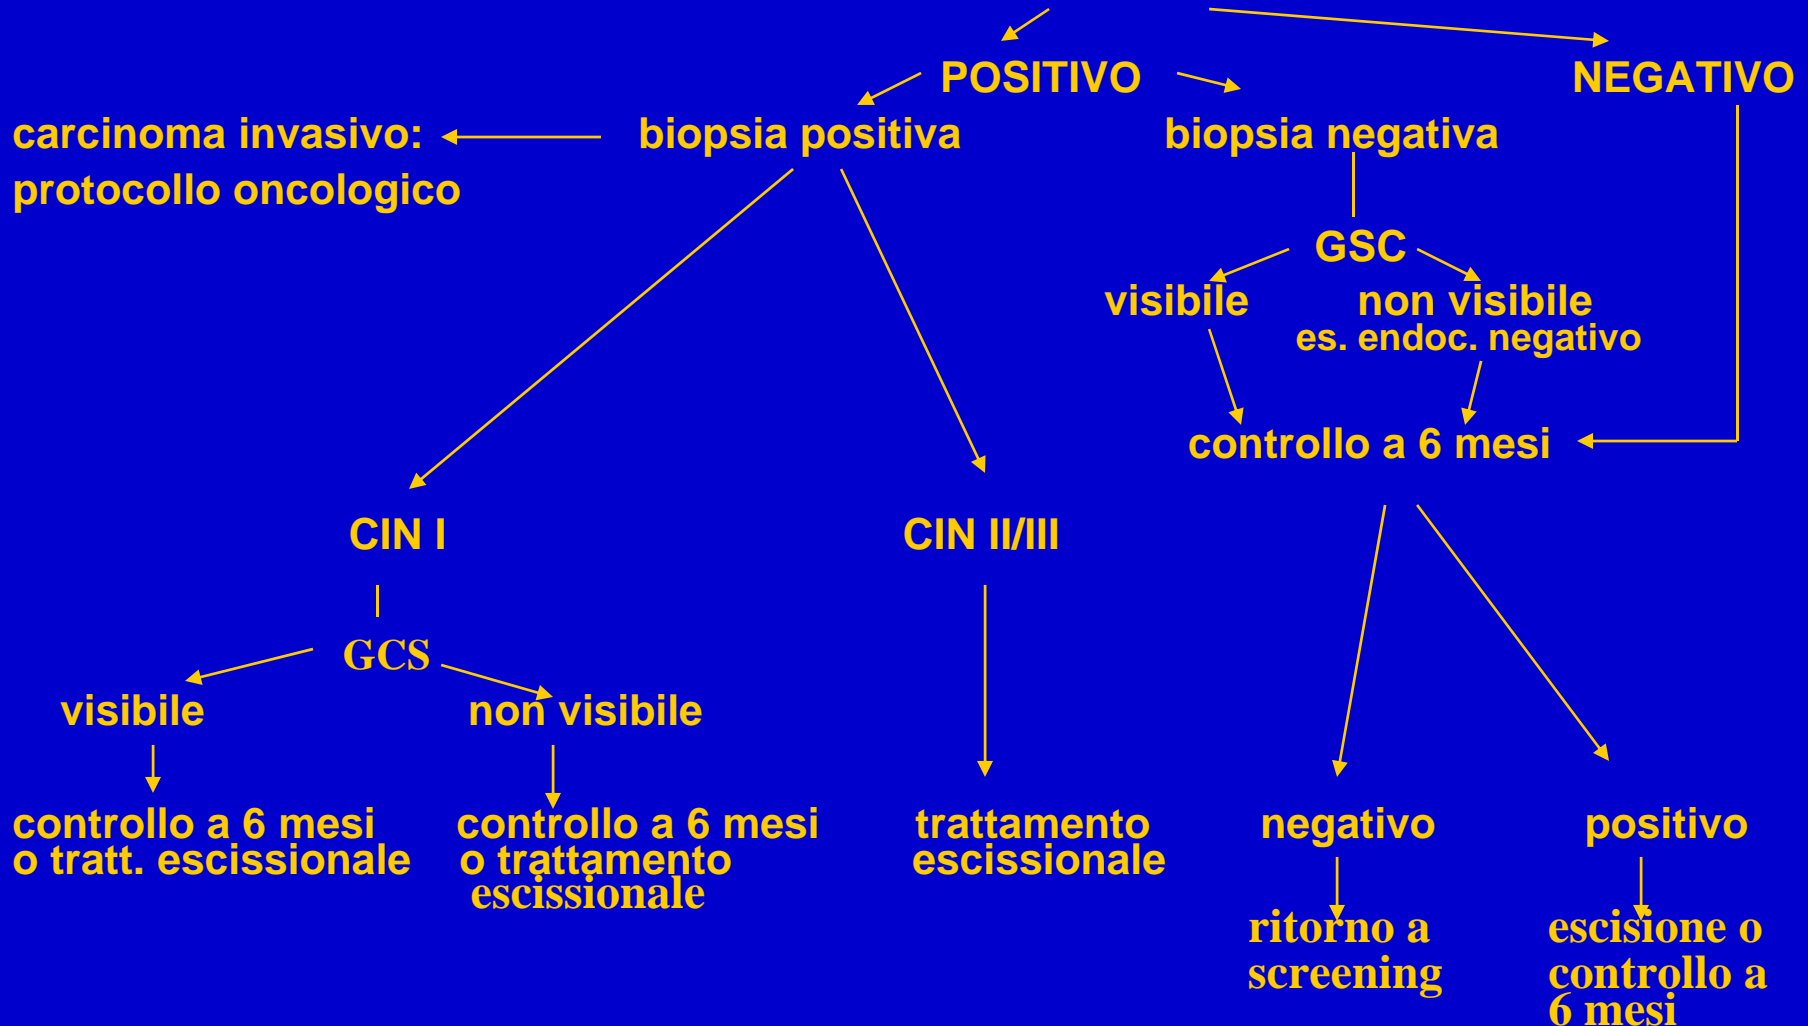 POSITIVO
NEGATIVO
carcinoma invasivo:
protocollo oncologico
biopsia positiva
biopsia negativa
GSC
visibile
non visibile
es. endoc. negativo
controllo a 6 mesi
CIN I
CIN II/III
GCS
visibile
non visibile
controllo a 6 mesi
o tratt. escissionale
controllo a 6 mesi
o trattamento
escissionale
trattamento
escissionale
negativo
positivo
ritorno a
screening
escisione o
controllo a
6 mesi